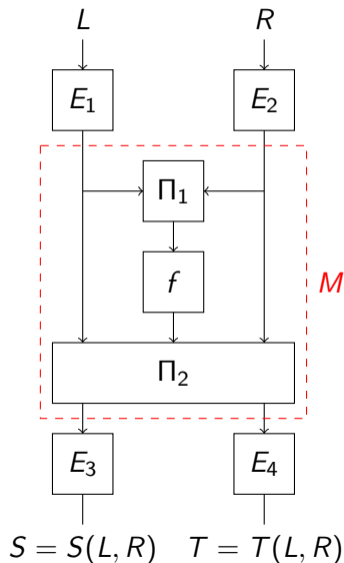 L R
E₁ E₂
Π₁
f
M
Π₂
E₃ E₄
S = S(L, R) T = T(L, R)